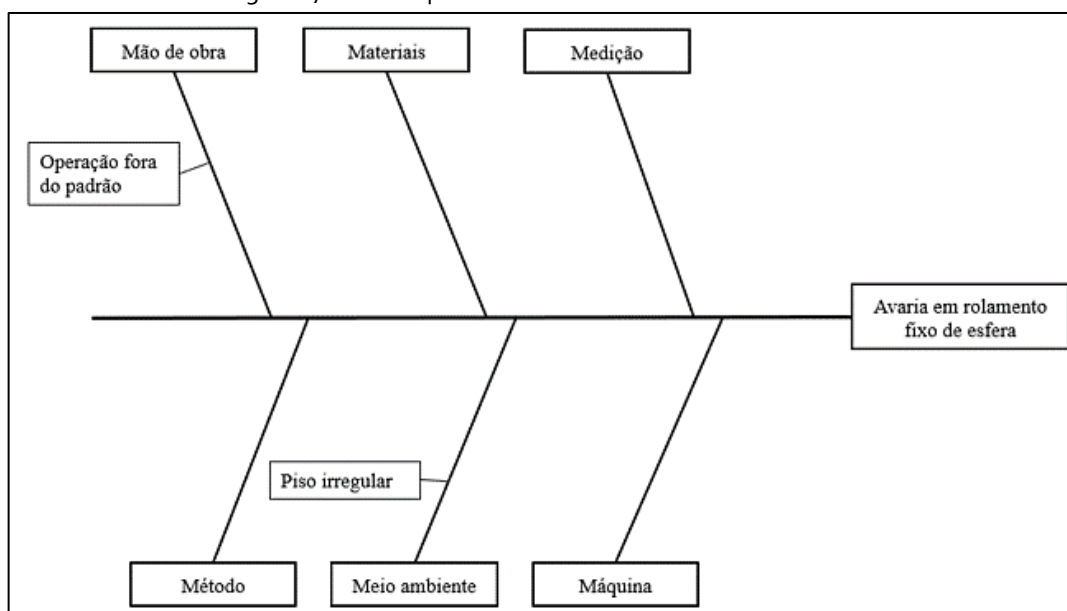 Mão de obra
Materiais
Medição
Operação fora
do padrão
Avaria em rolamento
fixo de esfera
Piso irregular
Método
Meio ambiente
Máquina